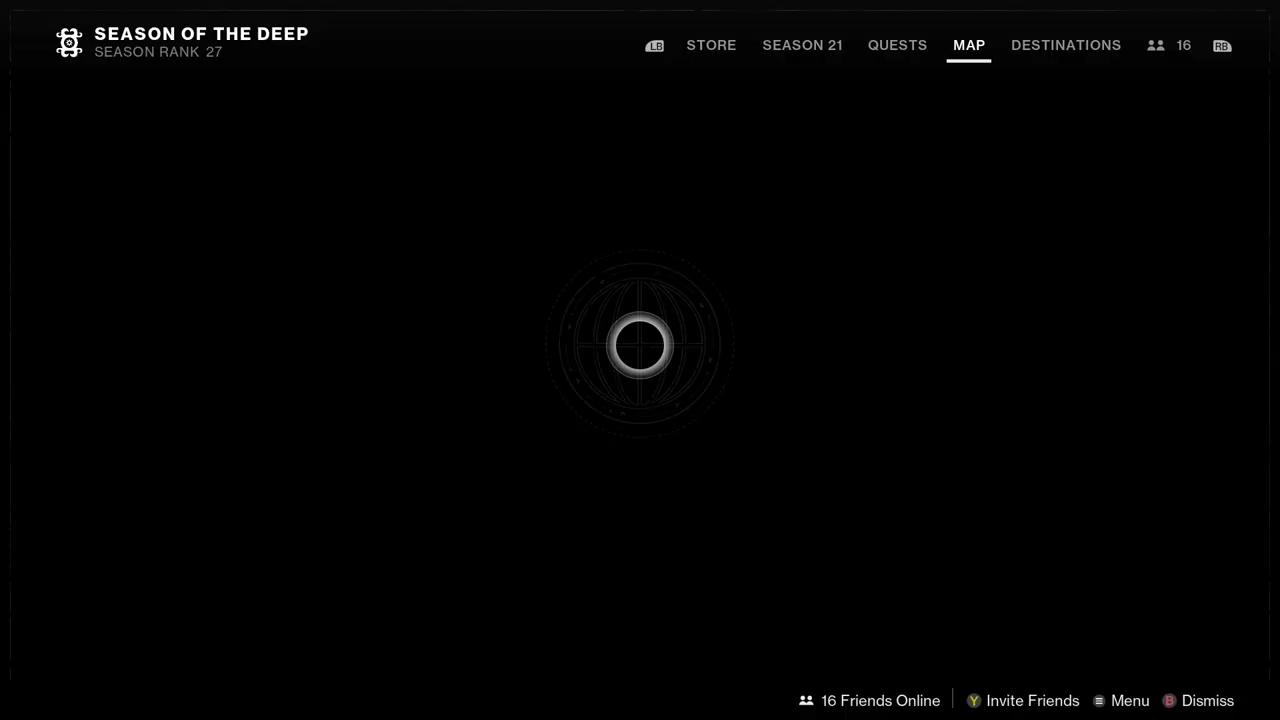 SEASON OF THE DEEP
SEASON RANK 27
LB STORE SEASON 21 QUESTS MAP DESTINATIONS 16 RB
16 Friends Online Y Invite Friends Menu B Dismiss